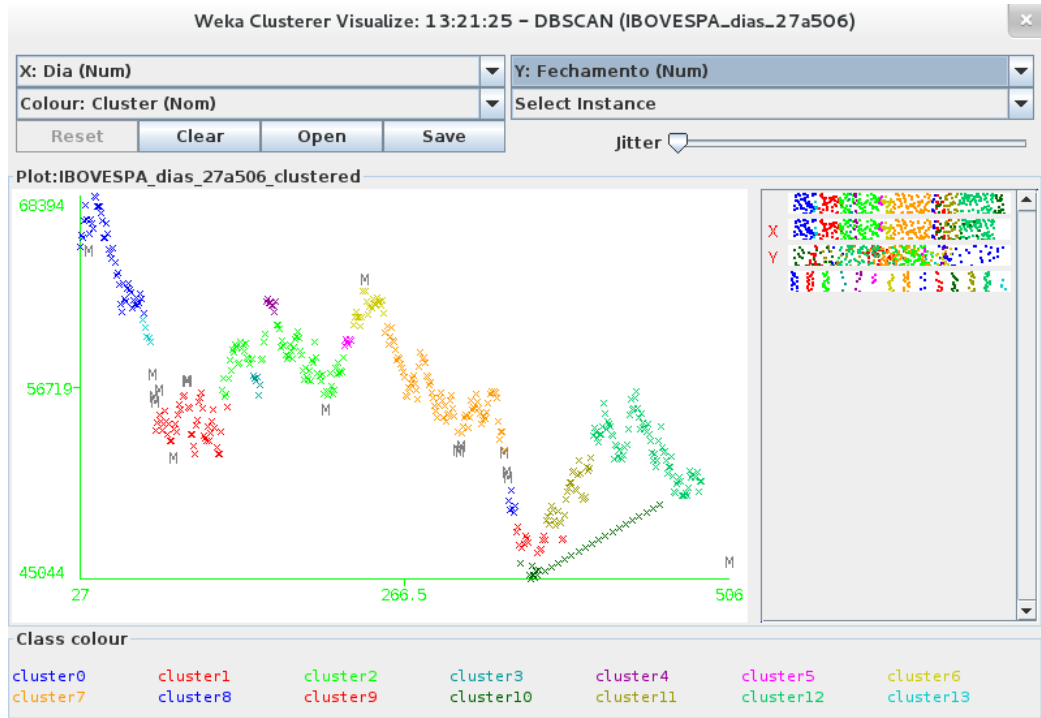 Weka Clusterer Visualize: 13:21:25 – DBSCAN (IBOVESPA_dias_27a506)
X: Dia (Num)
Y: Fechamento (Num)
Colour: Cluster (Nom)
Select Instance
Reset
Clear
Open
Save
Jitter
Plot:IBOVESPA_dias_27a506_clustered
68394
56719
45044
27
266.5
506
M
M
M
M
M
M
M
M
M
M
M
M
X
Y
Class colour
cluster0 cluster1 cluster2 cluster3 cluster4 cluster5 cluster6
cluster7 cluster8 cluster9 cluster10 cluster11 cluster12 cluster13